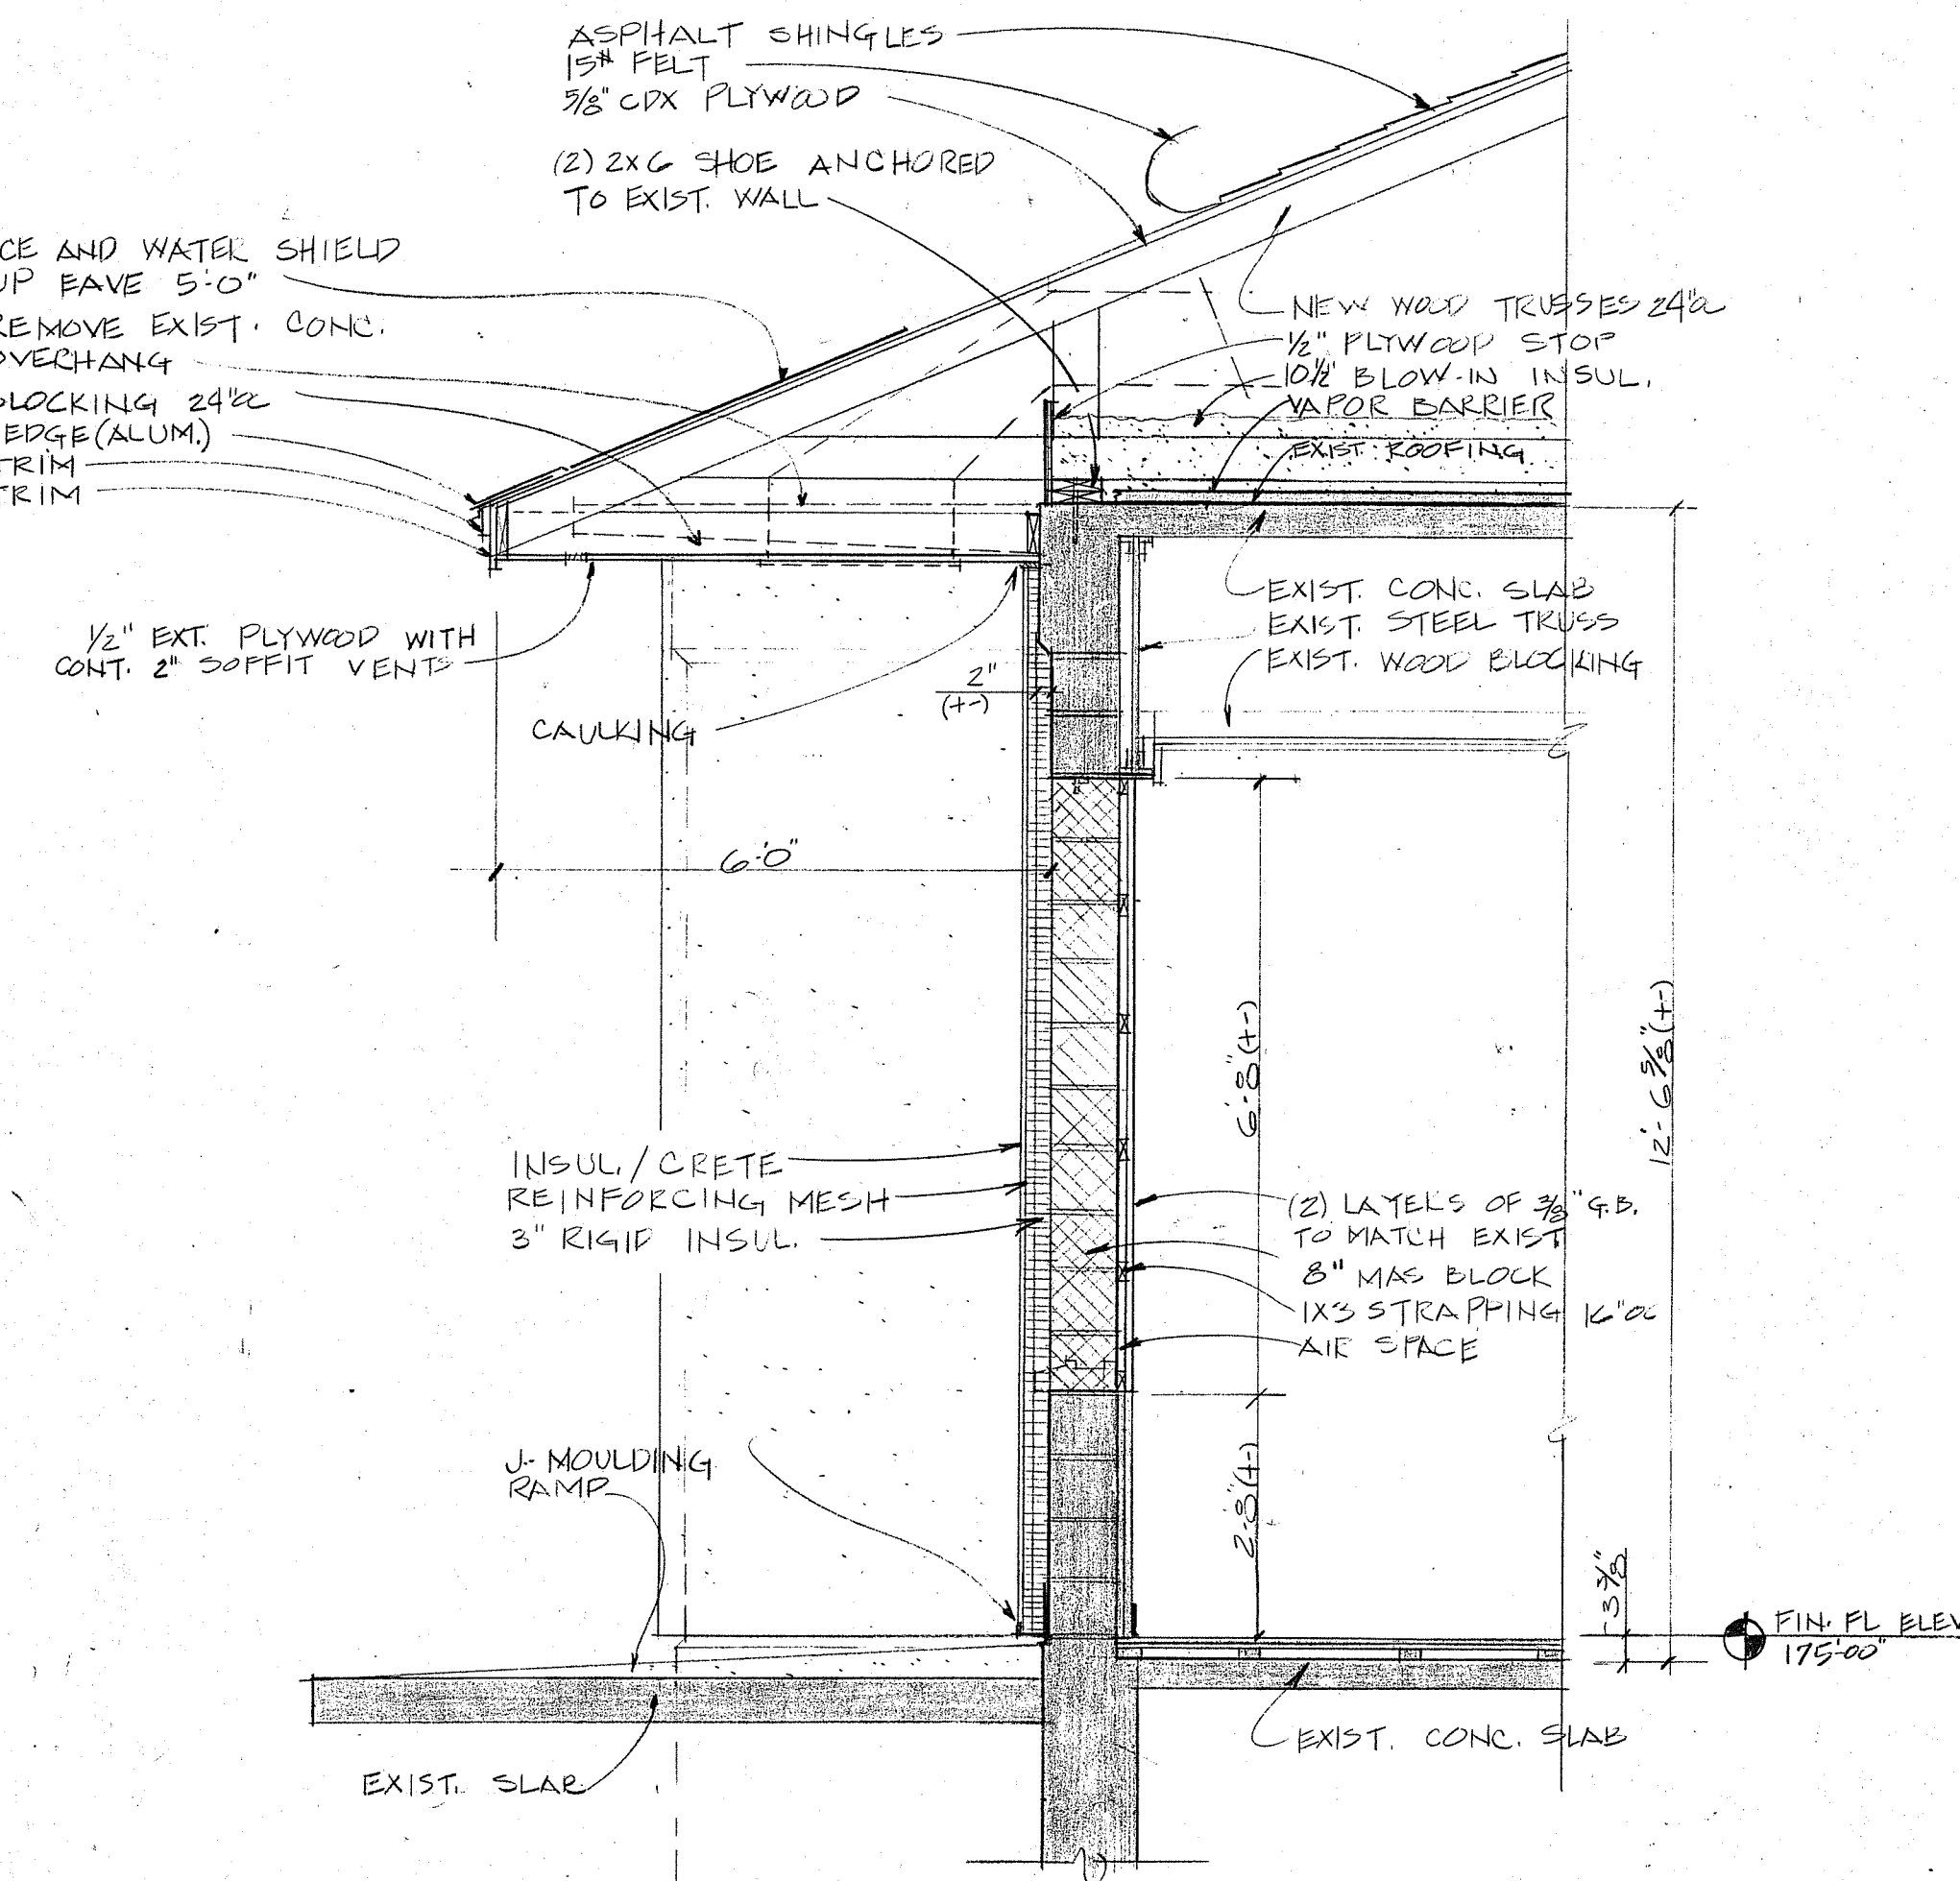 ASPHALT SHINGLES
15# FELT
5/8" CDX PLYWOOD
(2) 2X6 SHOE ANCHORED
TO EXIST. WALL
CE AND WATER SHIELD
UP EAVE 5'-0"
REMOVE EXIST. CONC.
OVERHANG
BLOCKING 24"OC
EDGE (ALUM.)
TRIM
TRIM
1/2" EXT. PLYWOOD WITH
CONT. 2" SOFFIT VENTS
CAULKING
2"
(+-)
6'-0"
NEW WOOD TRUSSES 24"OC
1/2" PLYWOOD STOP
10 1/2" BLOW-IN INSUL.
VAPOR BARRIER
EXIST. ROOFING
EXIST. CONC. SLAB
EXIST. STEEL TRUSS
EXIST. WOOD BLOCKING
6'-8"(+-)
12'-6 5/8"(+-)
INSUL./CRETE
REINFORCING MESH
3" RIGID INSUL.
(2) LAYERS OF 3/8" G.B.
TO MATCH EXIST
8" MAS BLOCK
1X3 STRAPPING 16"OC
AIR SPACE
J-MOULDING
RAMP
2'-8"(+-)
FIN. FL ELEV
175'00"
EXIST. CONC. SLAB
EXIST. SLAB